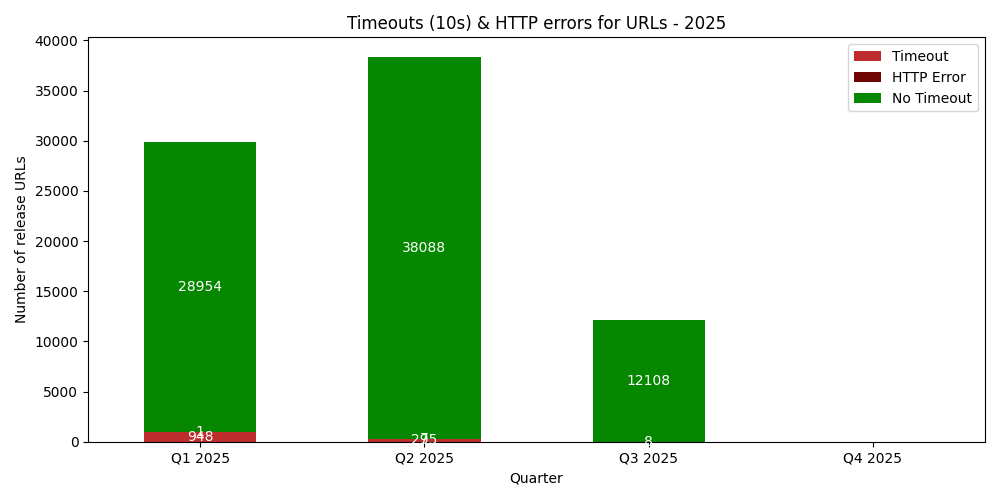 Timeouts (10s) & HTTP errors for URLs - 2025
Number of release URLs
40000
35000
30000
25000
20000
15000
10000
5000
0
Timeout
HTTP Error
No Timeout
28954
1
948
38088
295
12108
8
Q1 2025
Q2 2025
Q3 2025
Q4 2025
Quarter